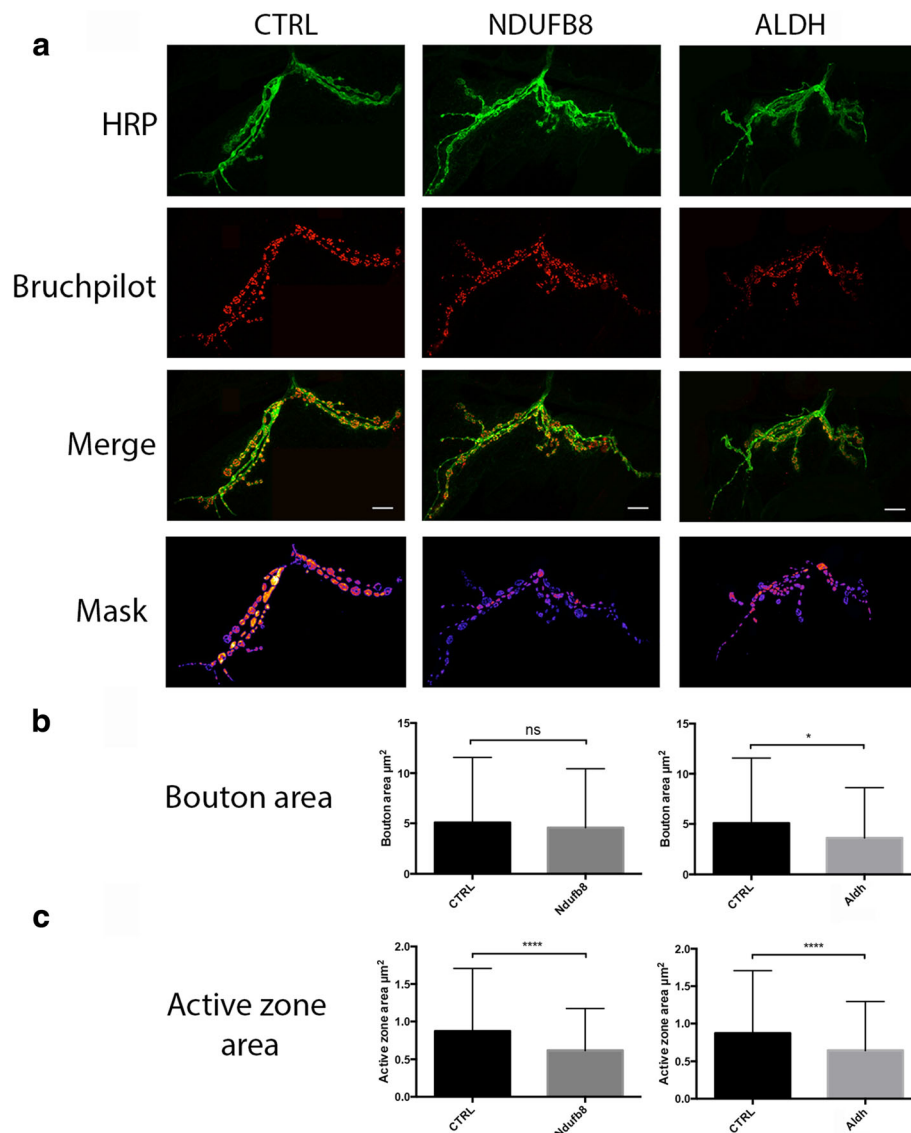 CTRL NDUFB8 ALDH
a
HRP
Bruchpilot
Merge
Mask
b
Bouton area
Bouton area µm²
15
10
5
0
ns
CTRL
Ndufb8
Bouton area µm²
15
10
5
0
*
CTRL
Aldh
c
Active zone
area
Active zone area µm²
2.0
1.5
1.0
0.5
0.0
****
CTRL
Ndufb8
Active zone area µm²
2.0
1.5
1.0
0.5
0.0
****
CTRL
Aldh